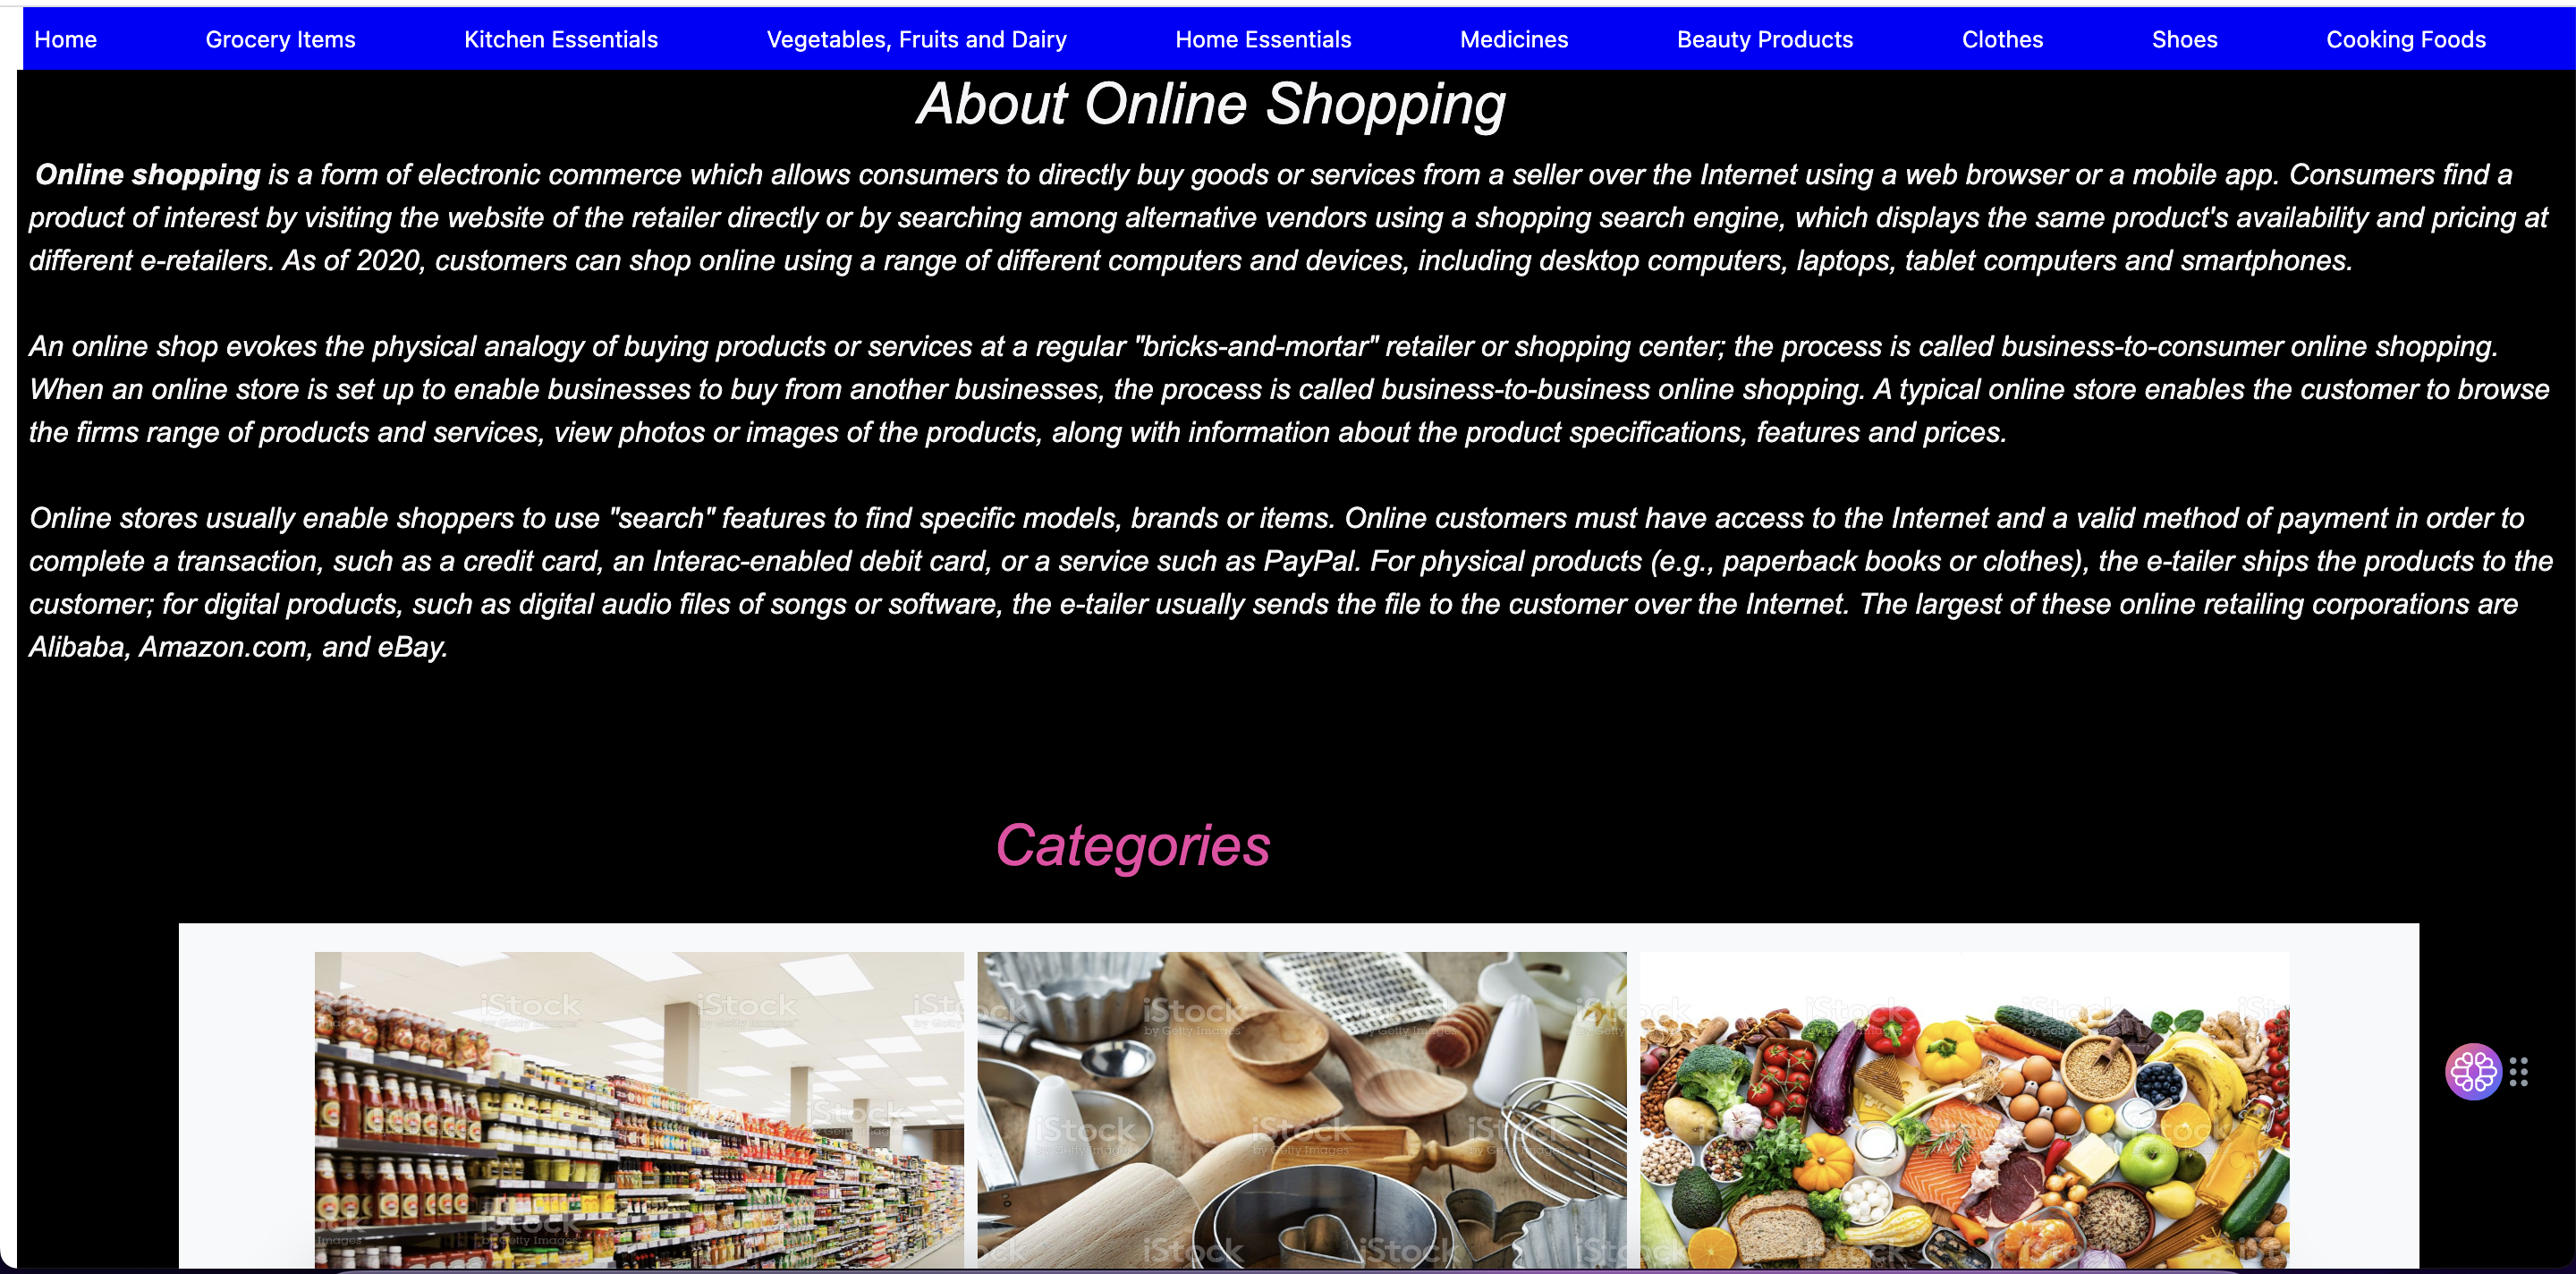 Home Grocery Items Kitchen Essentials Vegetables, Fruits and Dairy Home Essentials Medicines Beauty Products Clothes Shoes Cooking Foods
About Online Shopping
Online shopping is a form of electronic commerce which allows consumers to directly buy goods or services from a seller over the Internet using a web browser or a mobile app. Consumers find a
product of interest by visiting the website of the retailer directly or by searching among alternative vendors using a shopping search engine, which displays the same product's availability and pricing at
different e-retailers. As of 2020, customers can shop online using a range of different computers and devices, including desktop computers, laptops, tablet computers and smartphones.
An online shop evokes the physical analogy of buying products or services at a regular "bricks-and-mortar" retailer or shopping center; the process is called business-to-consumer online shopping.
When an online store is set up to enable businesses to buy from another businesses, the process is called business-to-business online shopping. A typical online store enables the customer to browse
the firms range of products and services, view photos or images of the products, along with information about the product specifications, features and prices.
Online stores usually enable shoppers to use "search" features to find specific models, brands or items. Online customers must have access to the Internet and a valid method of payment in order to
complete a transaction, such as a credit card, an Interac-enabled debit card, or a service such as PayPal. For physical products (e.g., paperback books or clothes), the e-tailer ships the products to the
customer; for digital products, such as digital audio files of songs or software, the e-tailer usually sends the file to the customer over the Internet. The largest of these online retailing corporations are
Alibaba, Amazon.com, and eBay.
Categories
iStock
by Getty Images